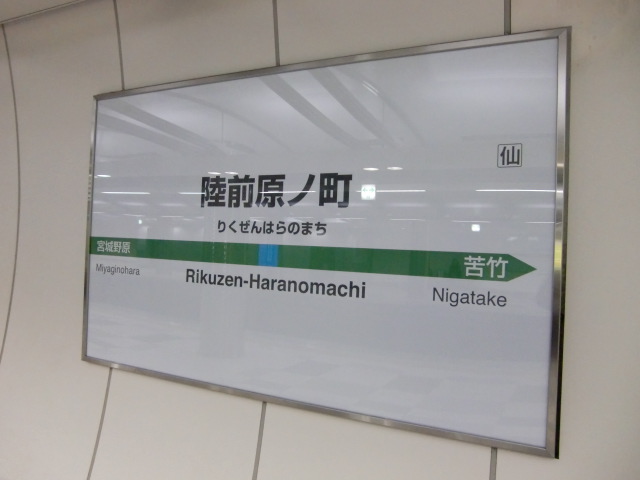 仙
陸前原ノ町
りくぜんはらのまち
宮城野原
苦竹
Miyaginohara
Rikuzen-Haranomachi
Nigatake